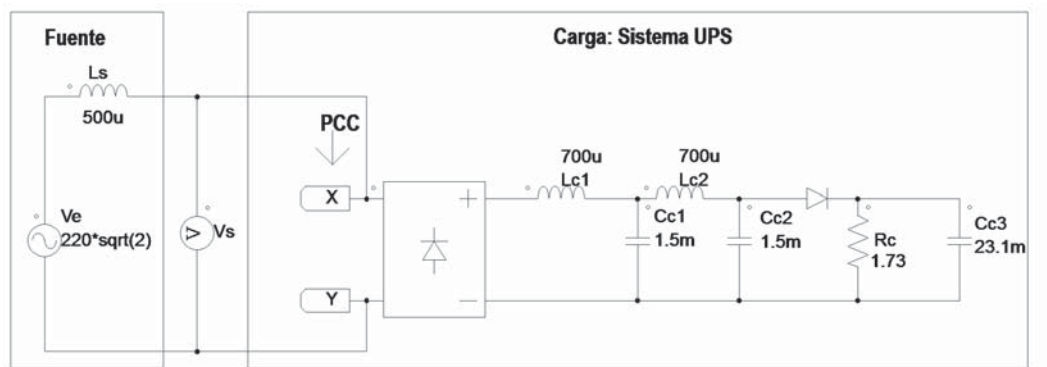 Fuente
Carga: Sistema UPS
Ls
500u
PCC
Ve
220*sqrt(2)
V
Vs
X
Y
+
−
700u
Lc1
700u
Lc2
Cc1
1.5m
Cc2
1.5m
Rc
1.73
Cc3
23.1m